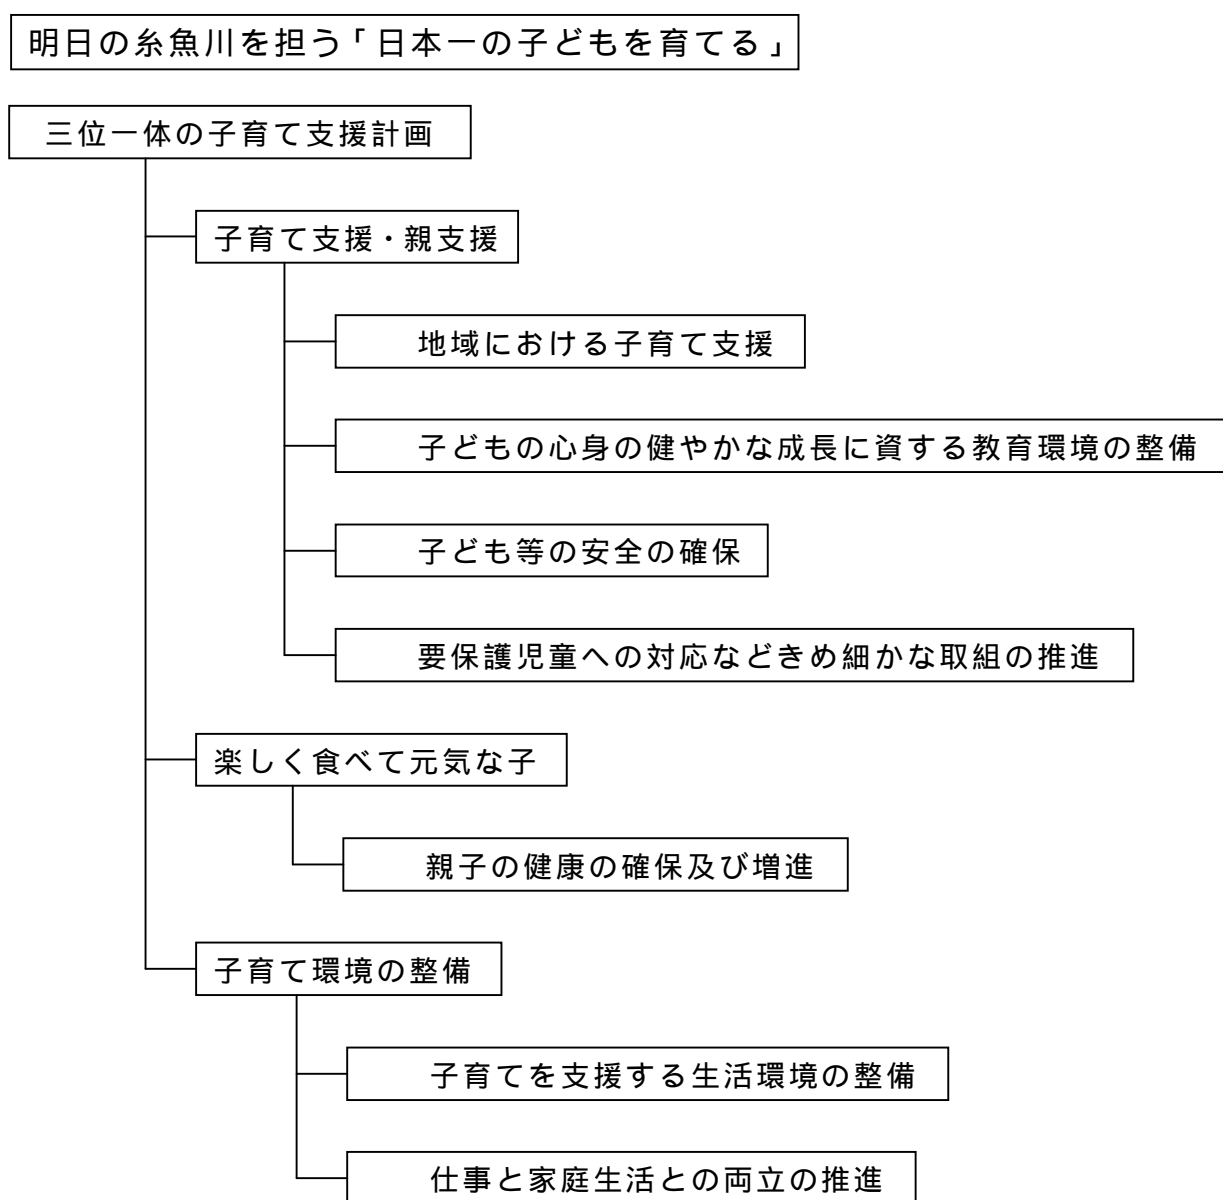 明日の糸魚川を担う「日本一の子どもを育てる」
三位一体の子育て支援計画
子育て支援・親支援
地域における子育て支援
子どもの心身の健やかな成長に資する教育環境の整備
子ども等の安全の確保
要保護児童への対応などきめ細かな取組の推進
楽しく食べて元気な子
親子の健康の確保及び増進
子育て環境の整備
子育てを支援する生活環境の整備
仕事と家庭生活との両立の推進